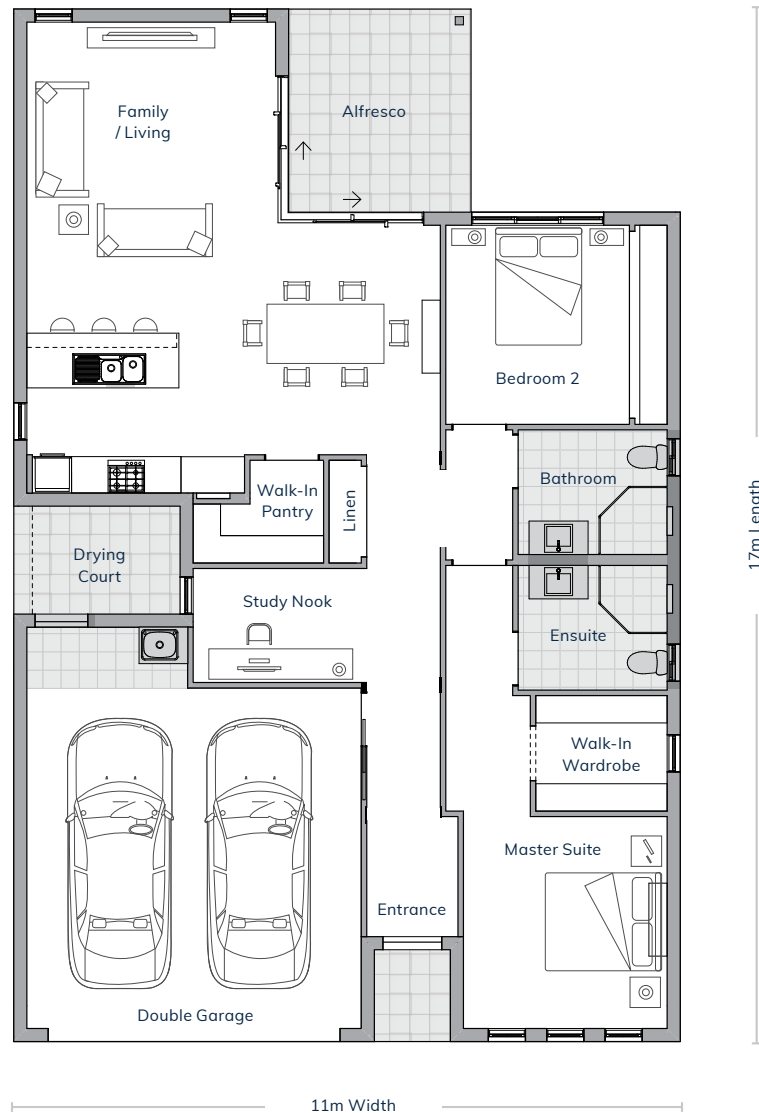 Family
/ Living
Alfresco
Bedroom 2
Bathroom
17m Length
Walk-In
Pantry
Linen
Drying
Court
Study Nook
Ensuite
Walk-In
Wardrobe
Master Suite
Entrance
Double Garage
11m Width